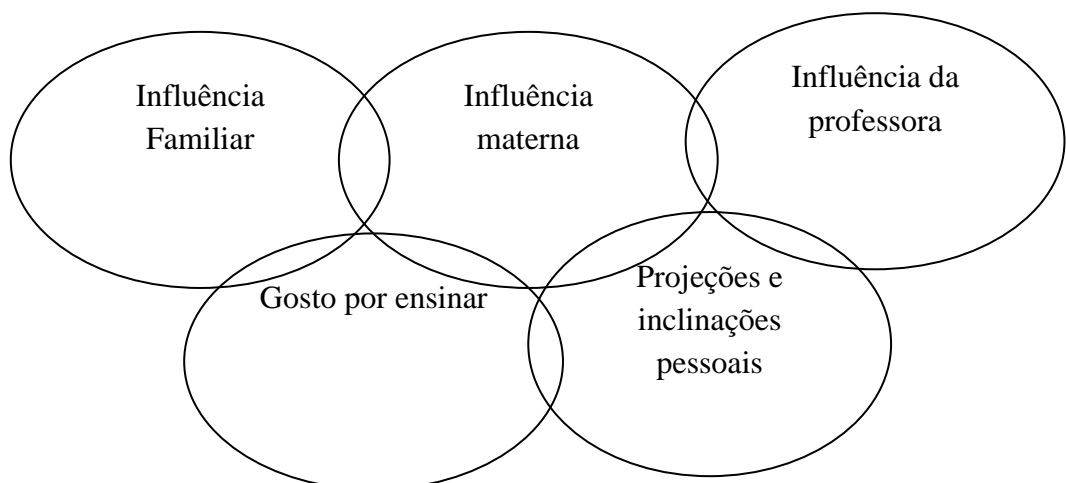 Influência
Familiar
Influência
materna
Influência da
professora
Gosto por ensinar
Projeções e
inclinações
pessoais